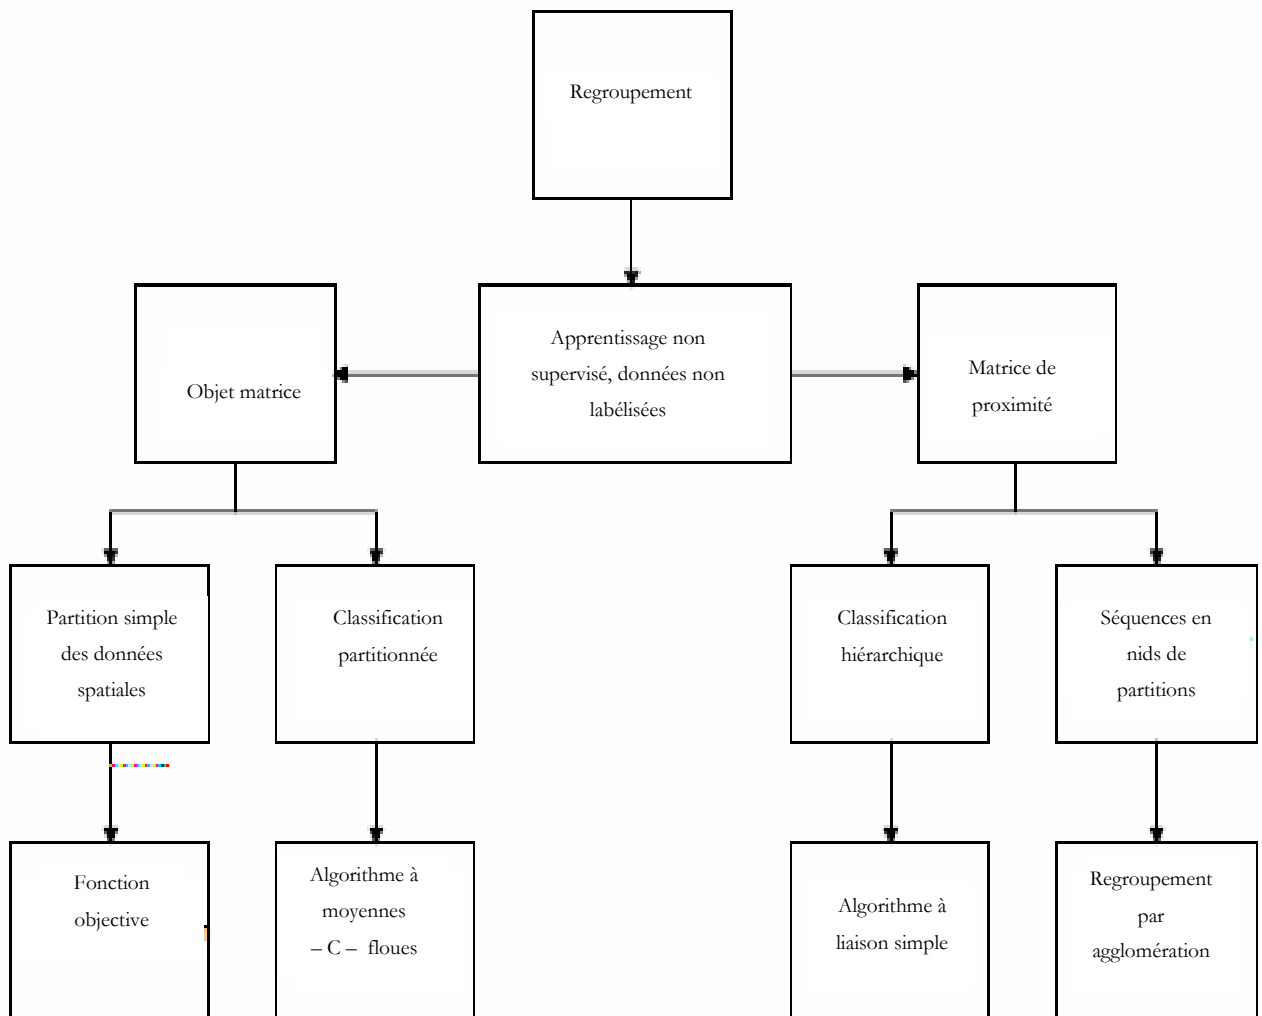 Regroupement
Objet matrice
Apprentissage non
supervisé, données non
labélisées
Matrice de
proximité
Partition simple
des données
spatiales
Classification
partitionnée
Classification
hiérarchique
Séquences en
nids de
partitions
Fonction
objective
Algorithme à
moyennes
– C – floues
Algorithme à
liaison simple
Regroupement
par
agglomération